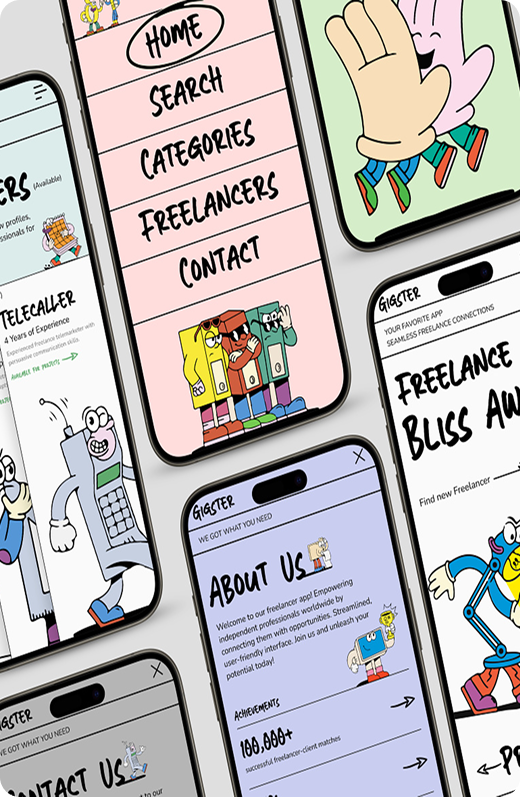 HOME
SEARCH
CATEGORIES
FREELANCERS
CONTACT
(Available)
profiles,
for
TELECALLER
4 Years of Experience
Experienced freelance telemarketer with
persuasive communication skills.
AVAILABLE FOR PROJECTS
GIGSTER
YOUR FAVORITE APP
SEAMLESS FREELANCE CONNECTIONS
FREELANCE
BLISS
Find new Freelancer
GIGSTER
WE GOT WHAT YOU NEED
ABOUT US
Welcome to our freelancer app! Empowering
independent professionals worldwide by
connecting them with opportunities. Streamlined,
user-friendly interface. Join us and unleash your
potential today!
ACHIEVEMENTS
100,000+
successful freelancer-client matches
GIGSTER
WE GOT WHAT YOU NEED
CONTACT US
to our